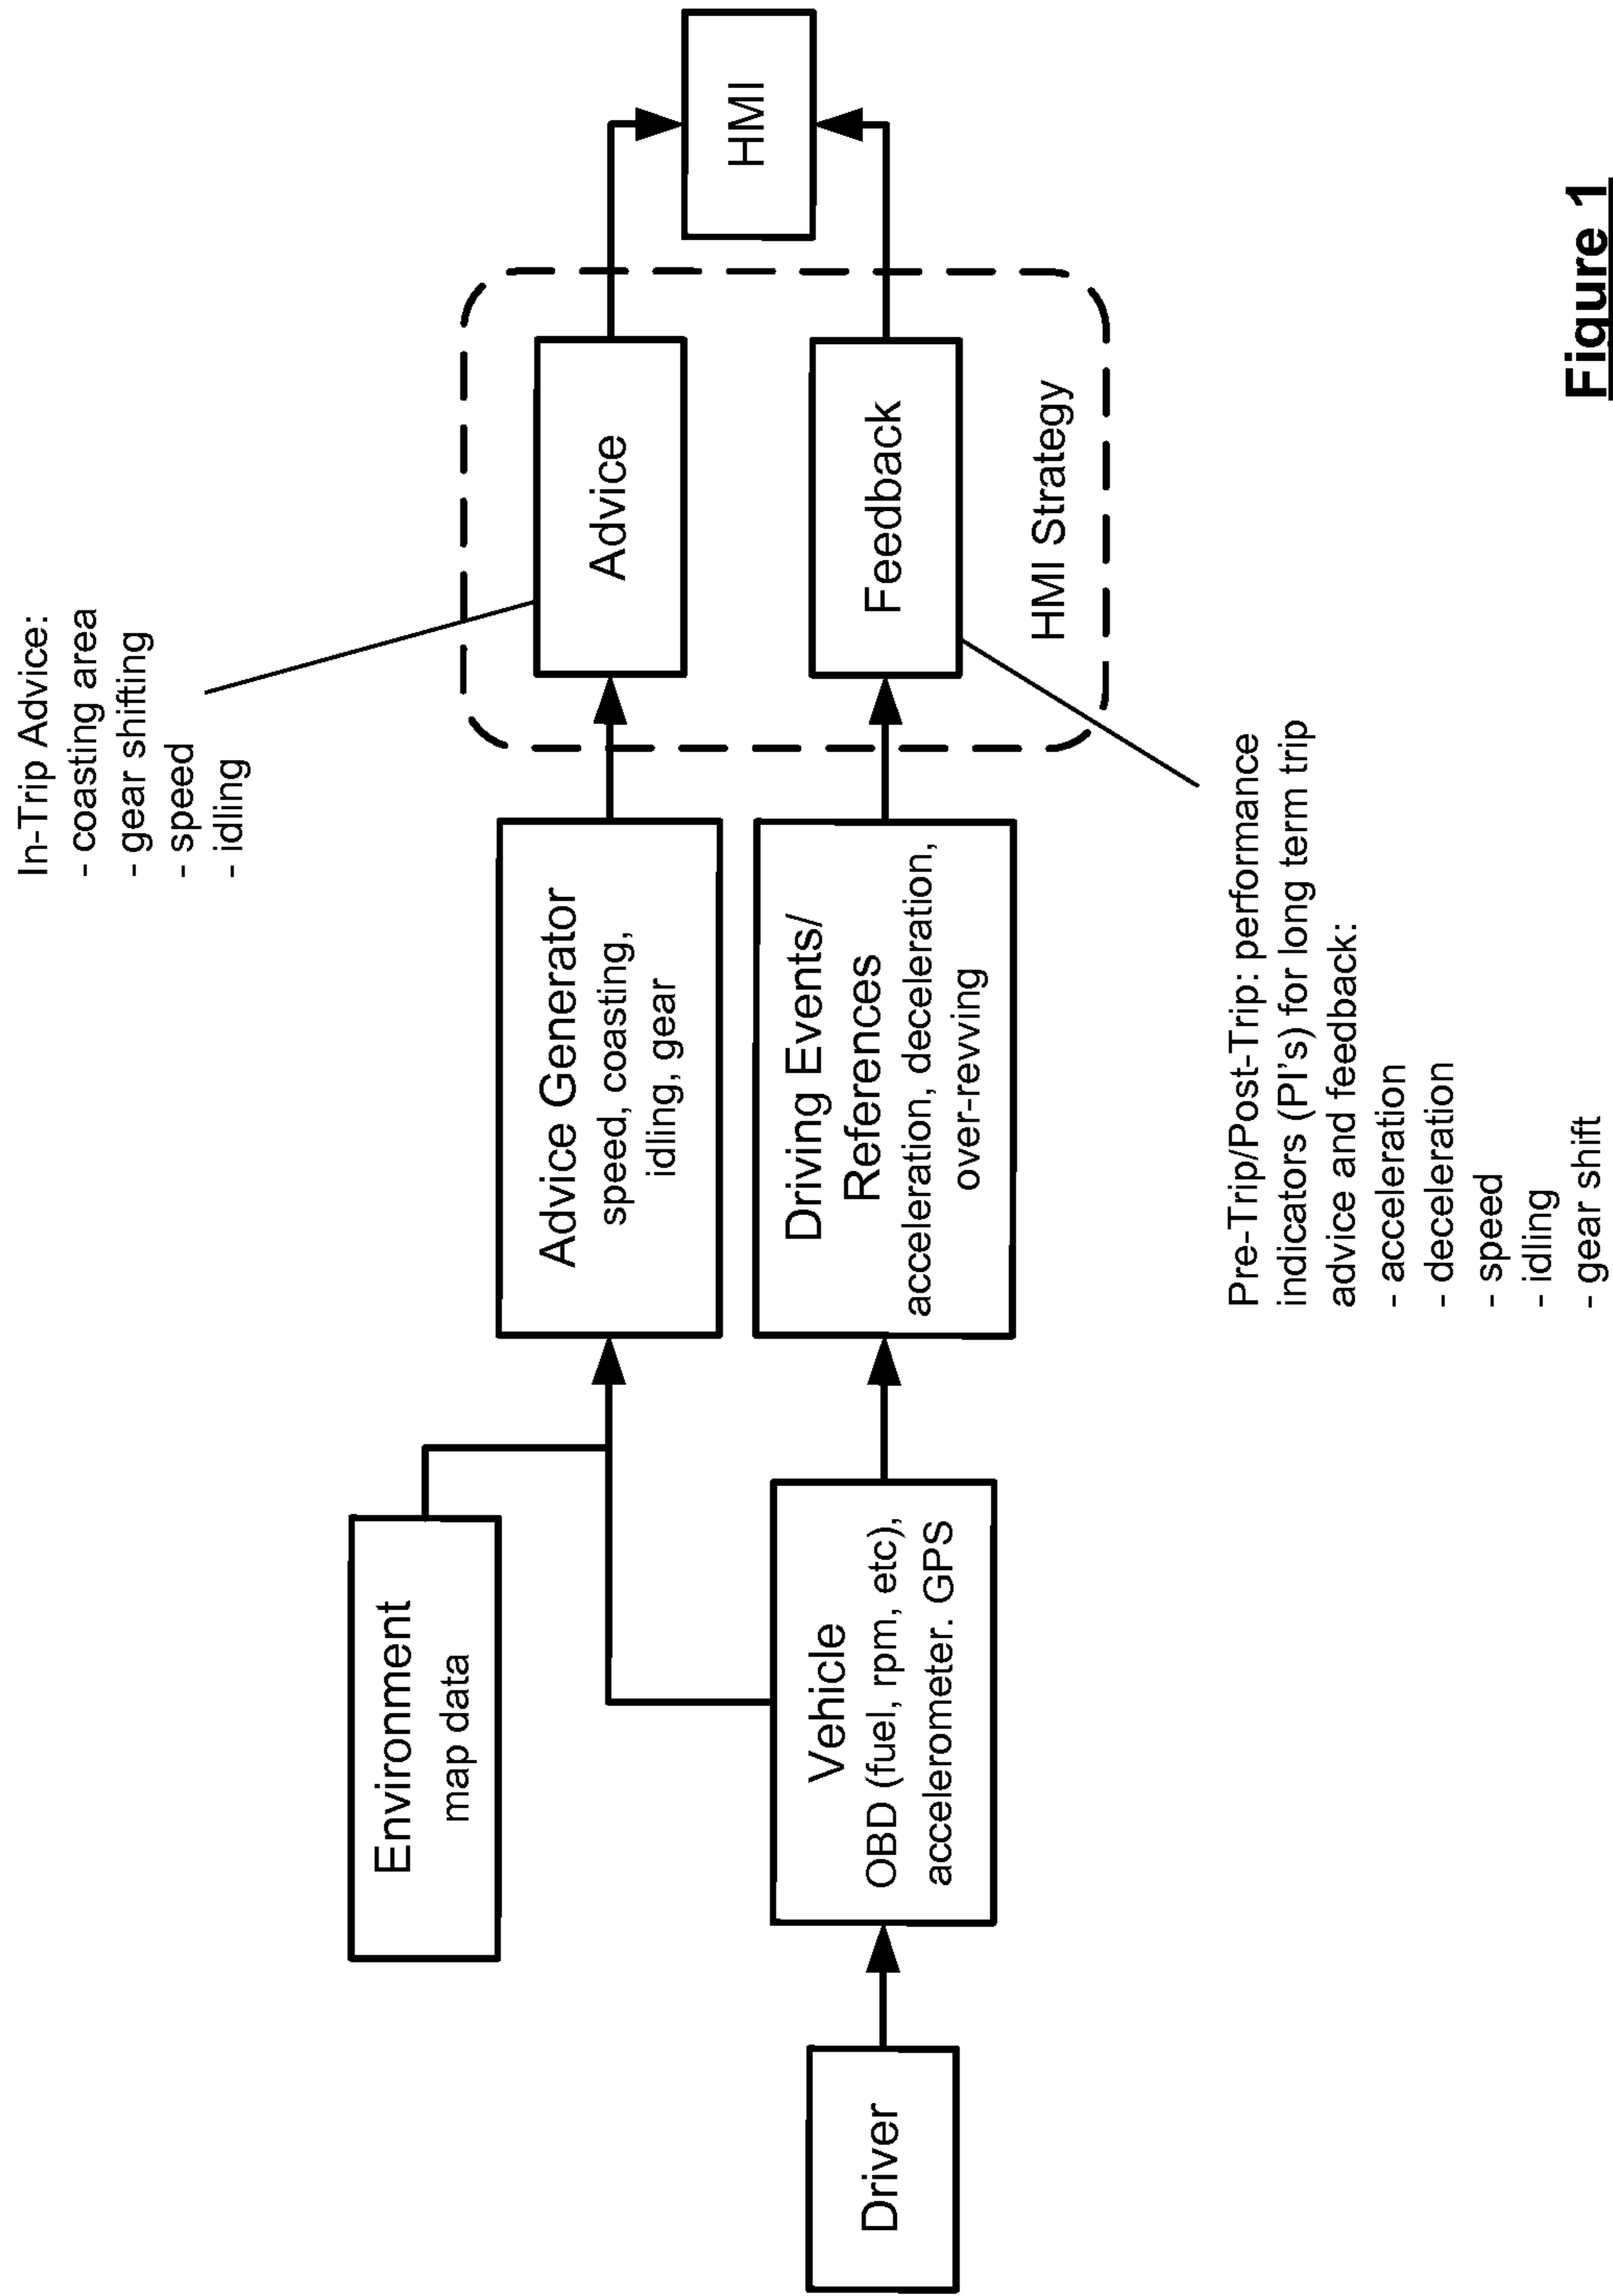 In-Trip Advice:
- coasting area
- gear shifting
- speed
- idling
Environment
map data
Advice Generator
speed, coasting,
idling, gear
Advice
HMI
Driver
Vehicle
OBD (fuel, rpm, etc),
accelerometer. GPS
Driving Events/
References
acceleration, deceleration,
over-revving
Feedback
HMI Strategy
Pre-Trip/Post-Trip: performance
indicators (PI's) for long term trip
advice and feedback:
- acceleration
- deceleration
- speed
- idling
- gear shift
Figure 1